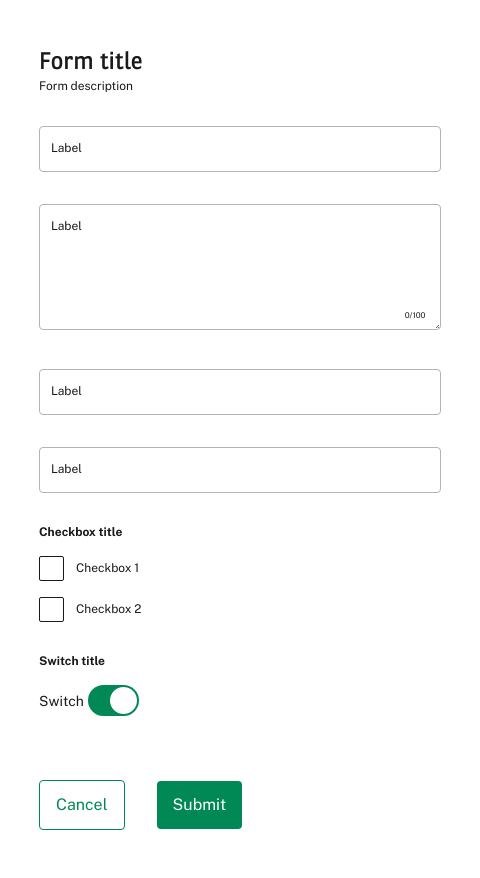 Form title
Form description
Label
Label
0/100
Label
Label
Checkbox title
Checkbox 1
Checkbox 2
Switch title
Switch
Cancel
Submit